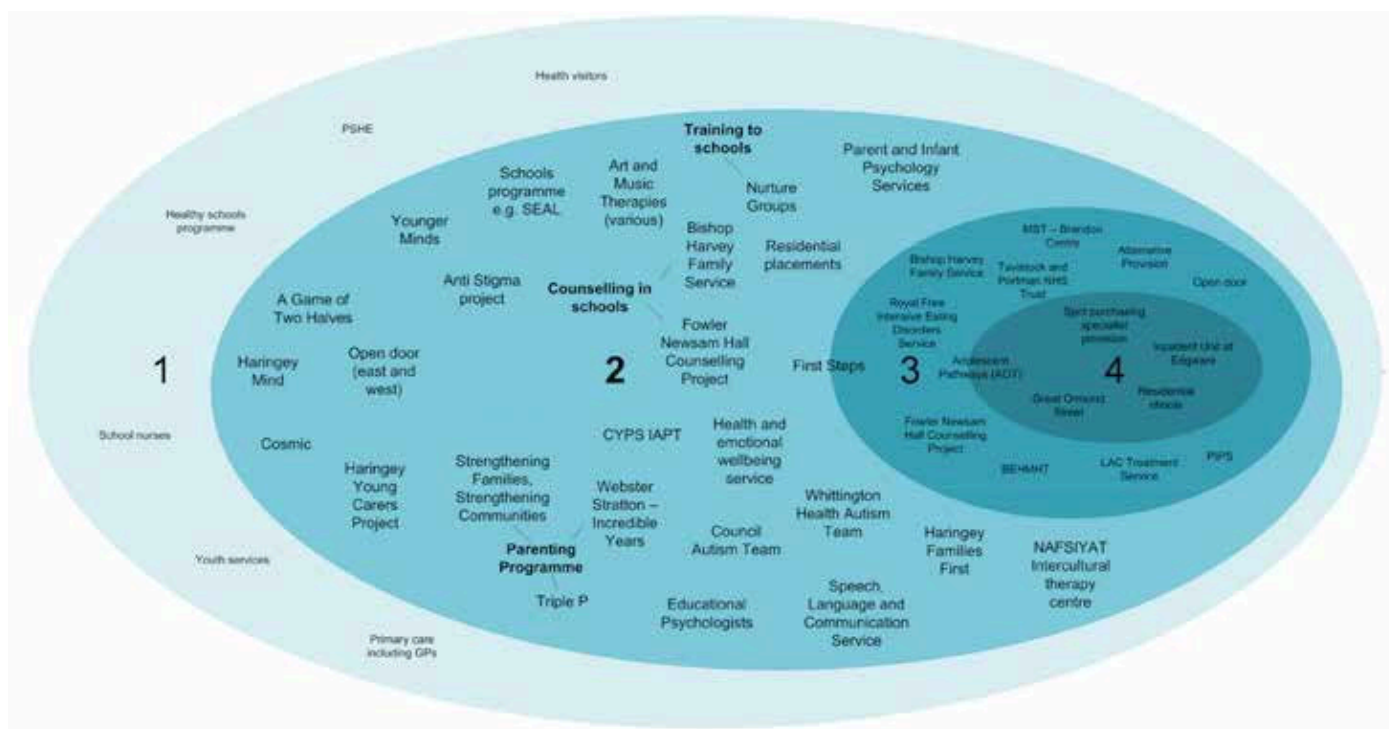 Health visitors
PSHE
Healthy schools
programme
1
School nurses
Youth services
Primary care
including GPs
Training to
schools
Parent and Infant
Psychology
Services
Schools
programme
e.g. SEAL
Art and
Music
Therapies
(various)
Nurture
Groups
Younger
Minds
Bishop
Harvey
Family
Service
Residential
placements
Anti Stigma
project
Counselling in
schools
A Game of
Two Halves
Fowler
Newsam Hall
Counselling
Project
Haringey
Mind
Open door
(east and
west)
2
First Steps
Cosmic
CYPS IAPT
Health and
emotional
wellbeing
service
Haringey
Young
Carers
Project
Strengthening
Families,
Strengthening
Communities
Webster
Stratton –
Incredible
Years
Whittington
Health Autism
Team
Council
Autism Team
Haringey
Families
First
NAFSIYAT
Intercultural
therapy
centre
Parenting
Programme
Triple P
Educational
Psychologists
Speech,
Language and
Communication
Service
MST – Brandon
Centre
Alternative
Provision
Bishop Harvey
Family Service
Tavistock and
Portman NHS
Trust
Open door
Royal Free
Intensive Eating
Disorders
Service
3
Adolescent
Pathways (AOT)
Fowler Newsam
Hall Counselling
Project
BEHMHT
LAC Treatment
Service
PIPS
Spot purchasing
specialist
provision
Inpatient Unit at
Edgware
4
Great Ormond
Street
Residential